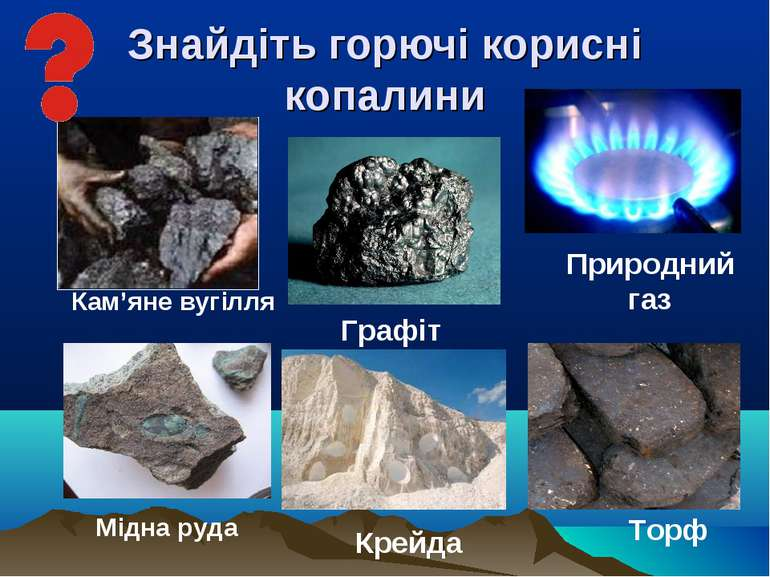 Знайдіть горючі корисні
копалини
Кам’яне вугілля
Графіт
Природний
газ
Мідна руда
Крейда
Торф